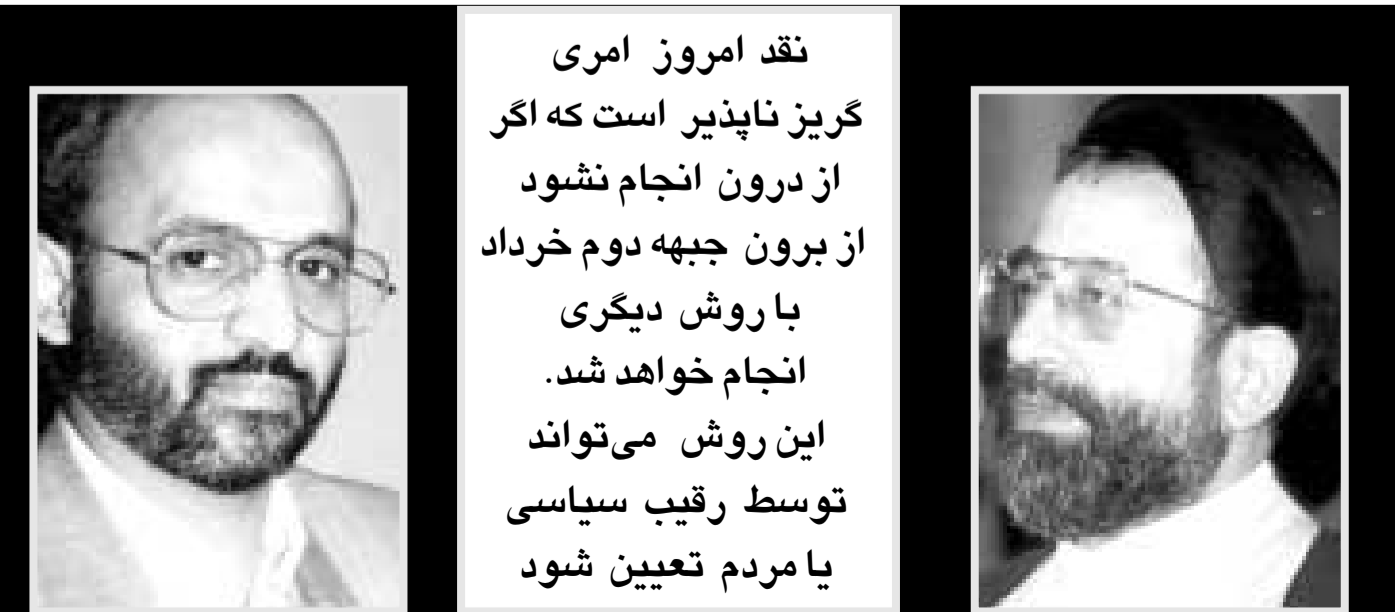 نقد امروز امری
گریز ناپذیر است که اگر
از درون انجام نشود
از برون جبهه دوم خرداد
با روش دیگری
انجام خواهد شد.
این روش می‌تواند
توسط رقیب سیاسی
یا مردم تعیین شود